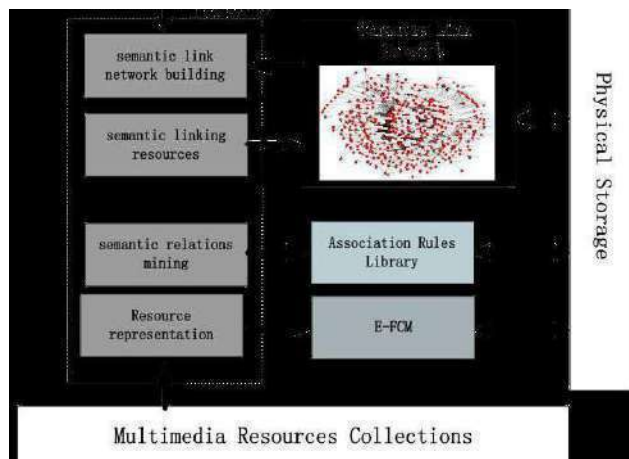 semantic link
network building
semantic linking
resources
semantic relations
mining
Association Rules
Library
Resource
representation
E-FCM
Physical Storage
Multimedia Resources Collections